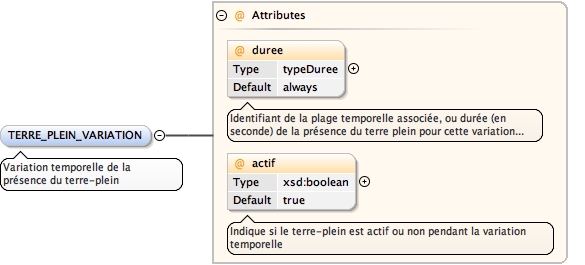 @ Attributes
@ duree
Type typeDuree
Default always
Identifiant de la plage temporelle associée, ou durée (en
seconde) de la présence du terre plein pour cette variation...
TERRE_PLEIN_VARIATION
Variation temporelle de la
présence du terre-plein
@ actif
Type xsd:boolean
Default true
Indique si le terre-plein est actif ou non pendant la variation
temporelle